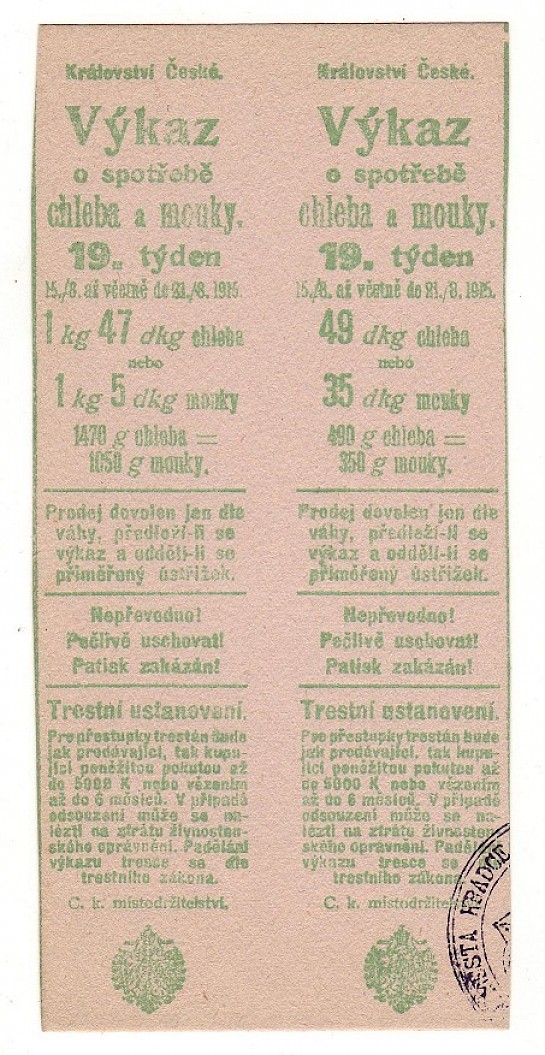 Království České.
Výkaz
o spotřebě
chleba a mouky.
19. týden
15./8. až včetně do 21./8. 1915.
1 kg 47 dkg chleba
nebo
1 kg 5 dkg mouky
1470 g chleba =
1050 g mouky.
Prodej dovolen jen dle
váhy, předloží-li se
výkaz a oddělí-li se
přiměřený ústřižek.
Nepřevodno!
Pečlivě uschovat!
Patisk zakázán!
Trestní ustanovení.
Pro přestupky trestán bude
jak prodávající, tak kupu-
jící peněžitou pokutou až
do 5000 K nebo vězením
až do 6 měsíců. V případě
odsouzení může se na-
lézti na ztrátu živnosten-
ského oprávnění. Padělání
výkazu tresce se dle
trestního zákona.
C. k. místodržitelství.
Království České.
Výkaz
o spotřebě
chleba a mouky.
19. týden
15./8. až včetně do 21./8. 1915.
49 dkg chleba
nebo
35 dkg mouky
490 g chleba =
350 g mouky.
Prodej dovolen jen dle
váhy, předloží-li se
výkaz a oddělí-li se
přiměřený ústřižek.
Nepřevodno!
Pečlivě uschovat!
Patisk zakázán!
Trestní ustanovení.
Pro přestupky trestán bude
jak prodávající, tak kupu-
jící peněžitou pokutou až
do 5000 K nebo vězením
až do 6 měsíců. V případě
odsouzení může se na-
lézti na ztrátu živnosten-
ského oprávnění. Padělání
výkazu tresce se dle
trestního zákona.
C. k. místodržitelství.
MĚSTA HRADCE